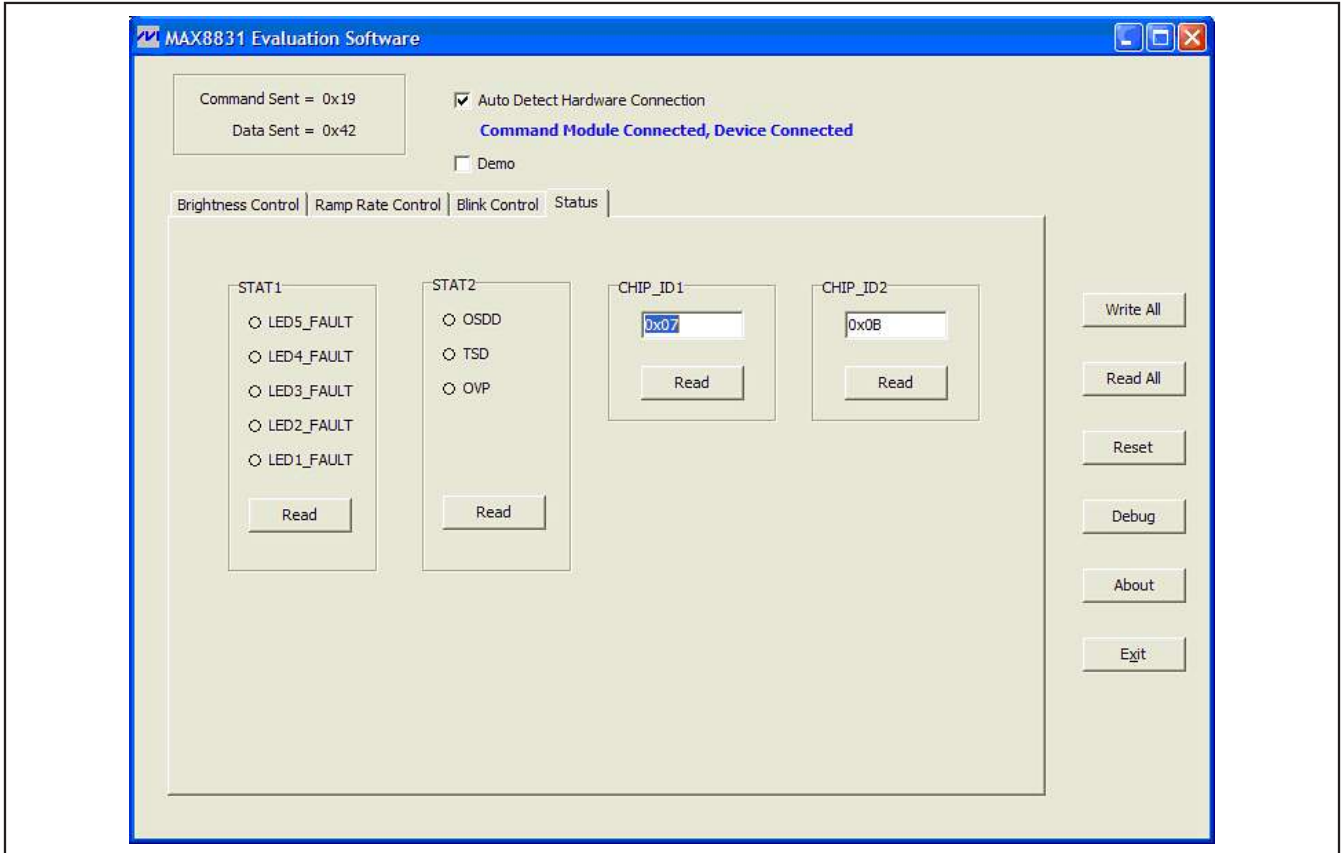 MAX8831 Evaluation Software
Command Sent = 0x19
Data Sent = 0x42
Auto Detect Hardware Connection
Command Module Connected, Device Connected
Demo
Brightness Control
Ramp Rate Control
Blink Control
Status
STAT1
LED5_FAULT
LED4_FAULT
LED3_FAULT
LED2_FAULT
LED1_FAULT
Read
STAT2
OSDD
TSD
OVP
Read
CHIP_ID1
0x07
Read
CHIP_ID2
0x0B
Read
Write All
Read All
Reset
Debug
About
Exit